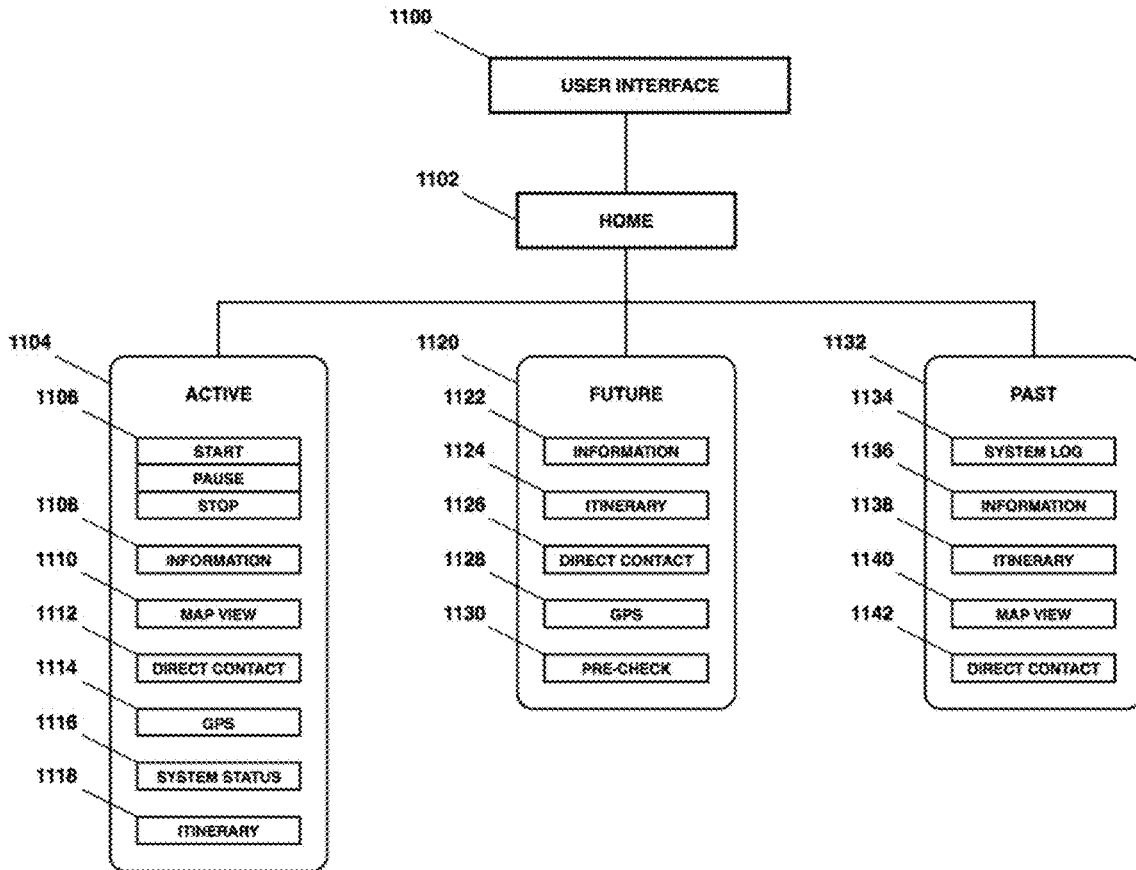 1100
USER INTERFACE
1102
HOME
1104
ACTIVE
1106
START
PAUSE
STOP
1108
INFORMATION
1110
MAP VIEW
1112
DIRECT CONTACT
1114
GPS
1116
SYSTEM STATUS
1118
ITINERARY
1120
FUTURE
1122
INFORMATION
1124
ITINERARY
1126
DIRECT CONTACT
1128
GPS
1130
PRE-CHECK
1132
PAST
1134
SYSTEM LOG
1136
INFORMATION
1138
ITINERARY
1140
MAP VIEW
1142
DIRECT CONTACT